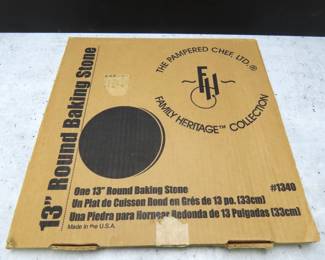 13" Round Baking Stone
THE PAMPERED CHEF, LTD.®
FH
FAMILY HERITAGE™ COLLECTION
One 13" Round Baking Stone
#1340
Un Plat de Cuisson Rond en Grés de 13 po. (33cm)
Una Piedra para Hornear Redonda de 13 Pulgadas (33cm)
Made in the U.S.A.